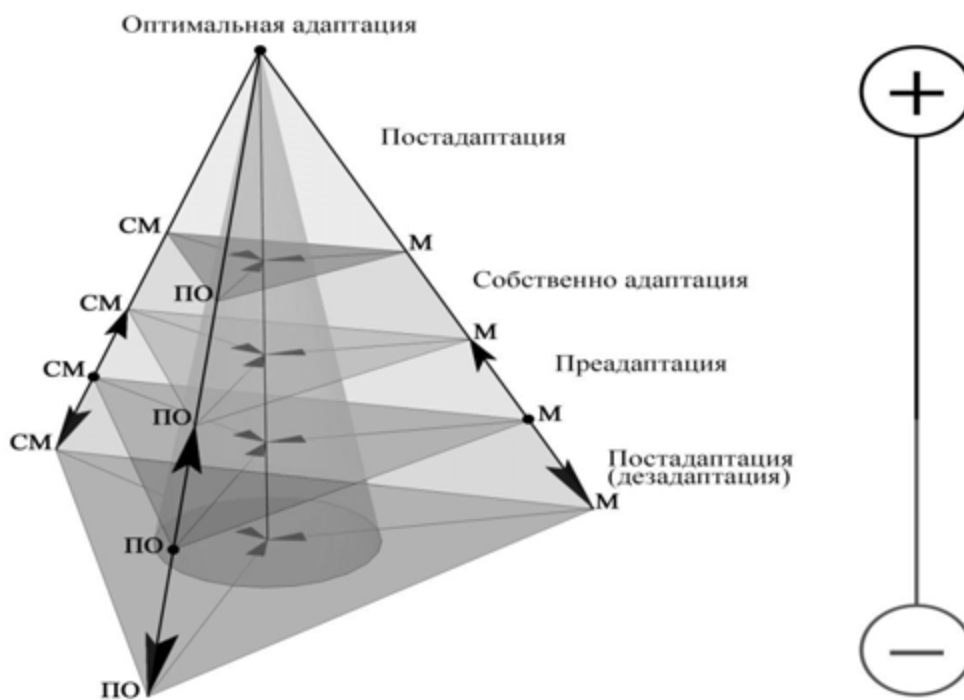 Оптимальная адаптация
+
Постадаптация
СМ
М
ПО
Собственно адаптация
СМ
М
Преадаптация
СМ
ПО
М
Постадаптация
(дезадаптация)
СМ
М
ПО
ПО
−